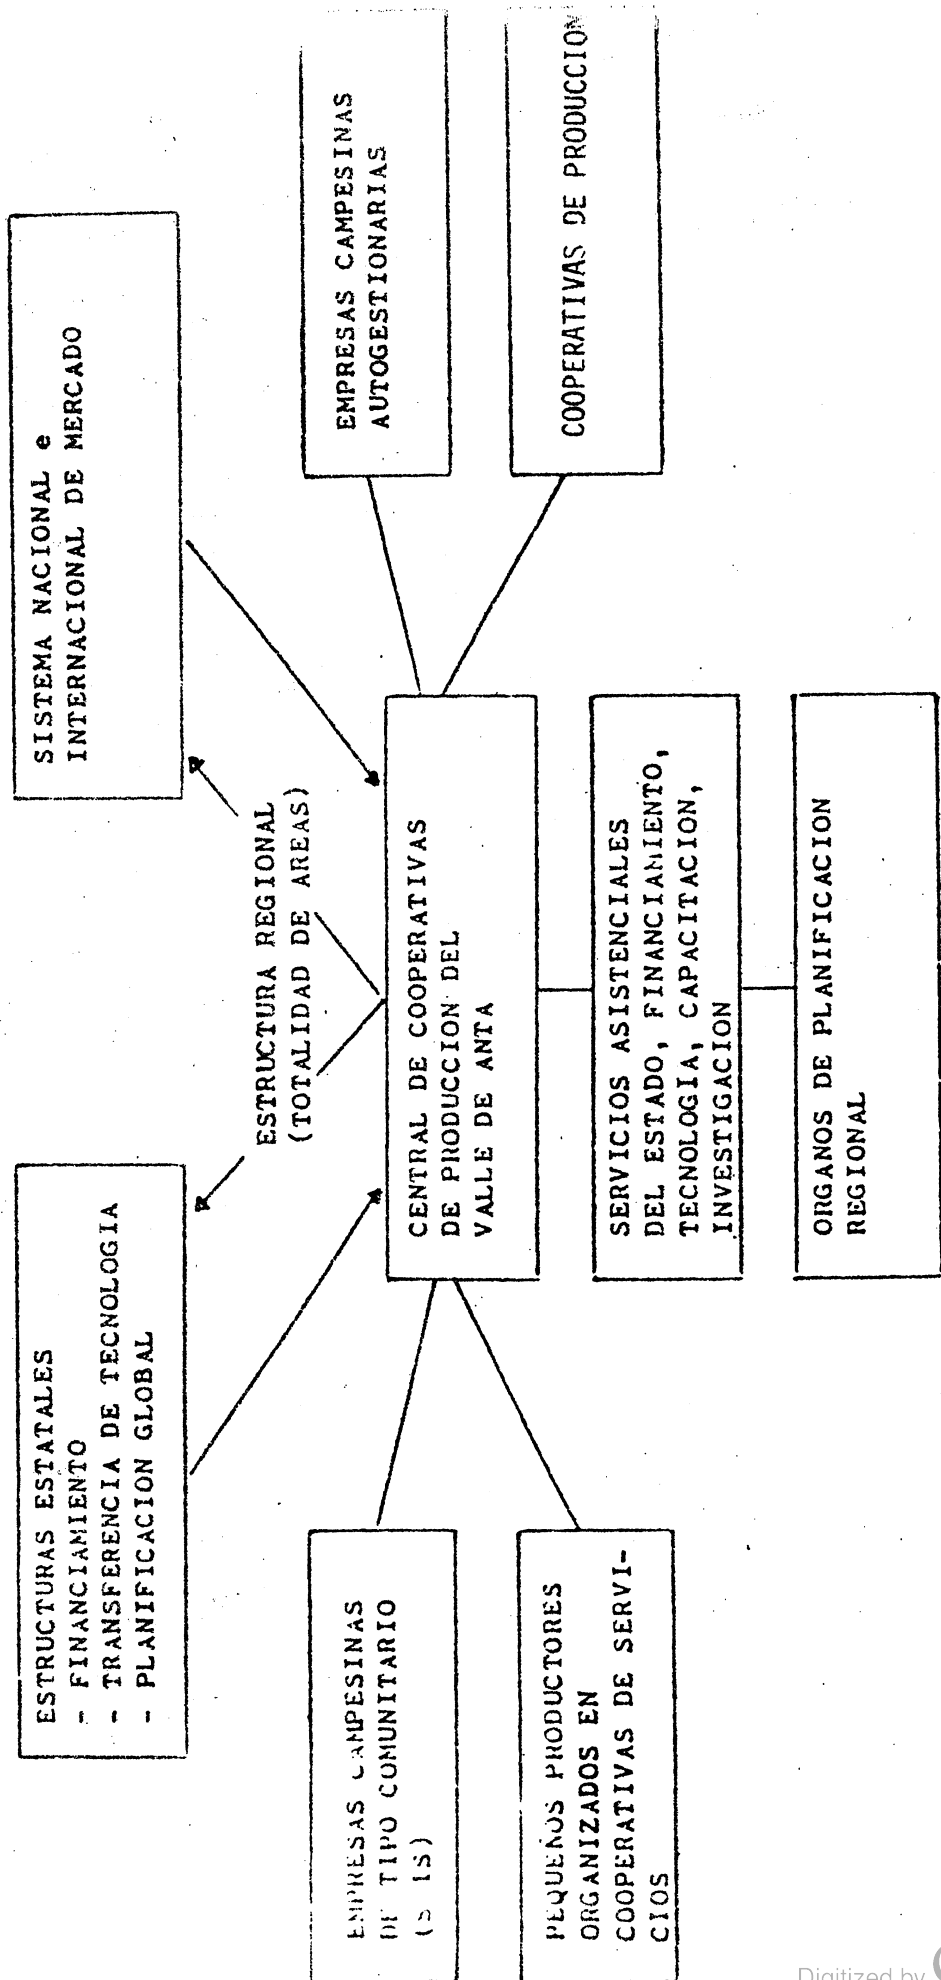 ESTRUCTURAS ESTATALES
- FINANCIAMIENTO
- TRANSFERENCIA DE TECNOLOGIA
- PLANIFICACION GLOBAL
SISTEMA NACIONAL e
INTERNACIONAL DE MERCADO
ESTRUCTURA REGIONAL
(TOTALIDAD DE AREAS)
EMPRESAS CAMPESINAS
DE TIPO COMUNITARIO
CENTRAL DE COOPERATIVAS
DE PRODUCCION DEL
VALLE DE ANTA
EMPRESAS CAMPESINAS
AUTOGESTIONARIAS
PEQUEÑOS PRODUCTORES
ORGANIZADOS EN
COOPERATIVAS DE SERVI-
CIOS
SERVICIOS ASISTENCIALES
DEL ESTADO, FINANCIAMIENTO,
TECNOLOGIA, CAPACITACION,
INVESTIGACION
COOPERATIVAS DE PRODUCCION
ORGANOS DE PLANIFICACION
REGIONAL
Digitized by